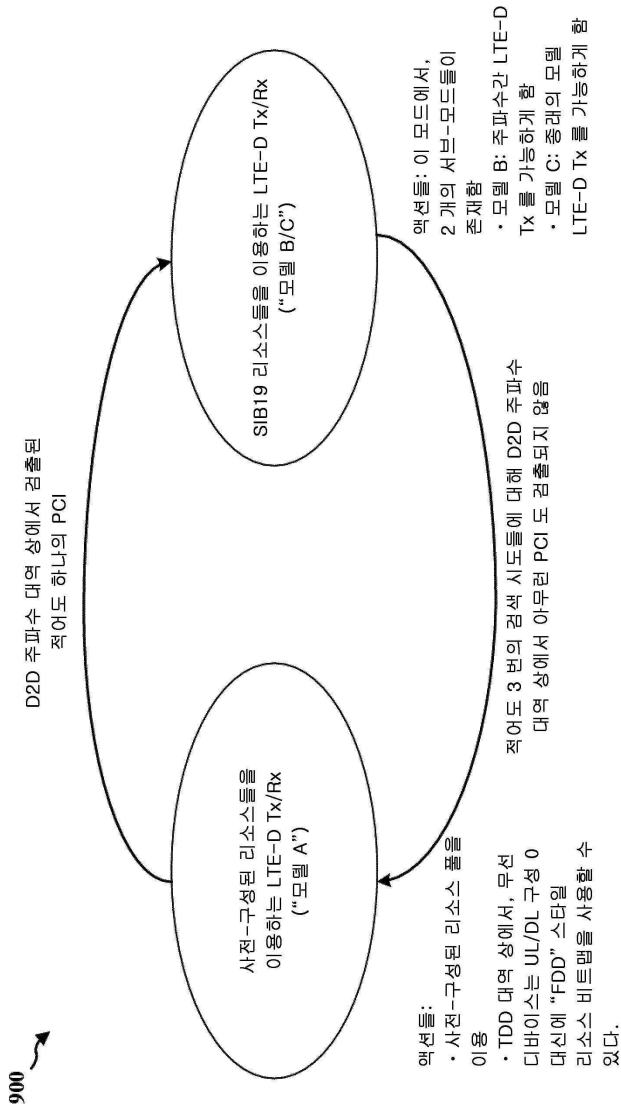 900
D2D 주파수 대역 상에서 검출된
적어도 하나의 PCI
사전-구성된 리소스들을
이용하는 LTE-D Tx/Rx
(“모델 A”)
SIB19 리소스들을 이용하는 LTE-D Tx/Rx
(“모델 B/C”)
액션들:
· 사전-구성된 리소스 풀을
이용
· TDD 대역 상에서, 무선
디바이스는 UL/DL 구성 0
대신에 “FDD” 스타일
리소스 비트맵을 사용할 수
있다.
적어도 3 번의 검색 시도들에 대해 D2D 주파수
대역 상에서 아무런 PCI 도 검출되지 않음
액션들: 이 모드에서,
2 개의 서브-모드들이
존재함
· 모델 B: 주파수간 LTE-D
Tx 를 가능하게 함
· 모델 C: 종래의 모델
LTE-D Tx 를 가능하게 함